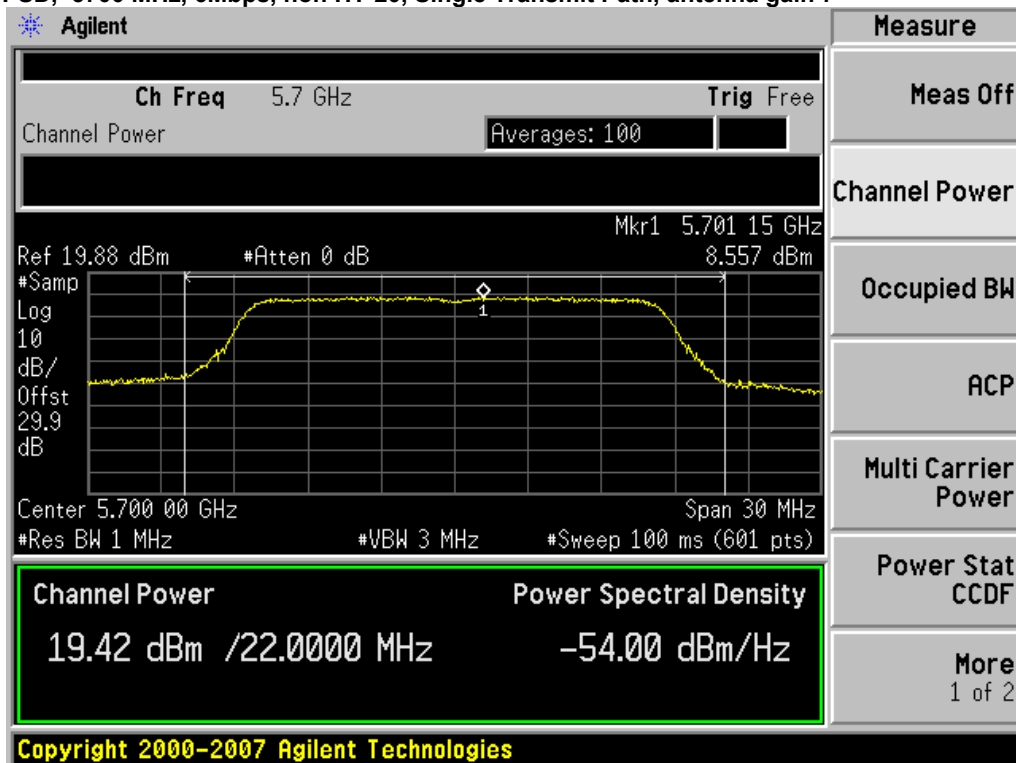 Agilent
Measure
Ch Freq 5.7 GHz Trig Free
Channel Power Averages: 100
Mkr1 5.701 15 GHz
Ref 19.88 dBm #Atten 0 dB 8.557 dBm
#Samp
Log
10
dB/
Offst
29.9
dB
1
Center 5.700 00 GHz Span 30 MHz
#Res BW 1 MHz #VBW 3 MHz #Sweep 100 ms (601 pts)
Channel Power Power Spectral Density
19.42 dBm /22.0000 MHz -54.00 dBm/Hz
Meas Off
Channel Power
Occupied BW
ACP
Multi Carrier
Power
Power Stat
CCDF
More
1 of 2
Copyright 2000-2007 Agilent Technologies